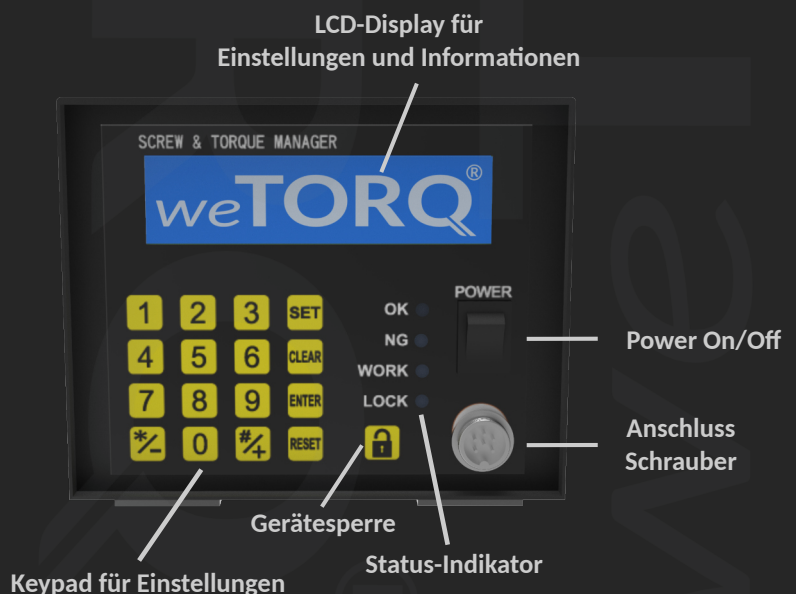 LCD-Display für
Einstellungen und Informationen
SCREW & TORQUE MANAGER
weTORQ®
1 2 3 SET
4 5 6 CLEAR
7 8 9 ENTER
*/- 0 #/+ RESET
OK
NG
WORK
LOCK
POWER
Power On/Off
Anschluss
Schrauber
Gerätesperre
Status-Indikator
Keypad für Einstellungen